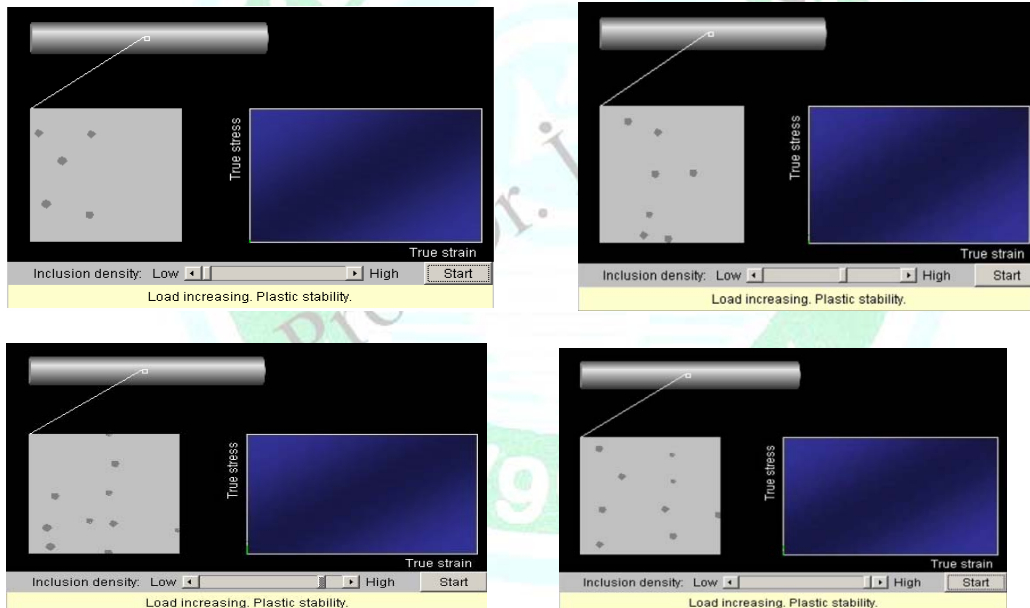 True stress
True strain
Inclusion density: Low High Start
Load increasing. Plastic stability.
True stress
True strain
Inclusion density: Low High Start
Load increasing. Plastic stability.
True stress
True strain
Inclusion density: Low High Start
Load increasing. Plastic stability.
True stress
True strain
Inclusion density: Low High Start
Load increasing. Plastic stability.